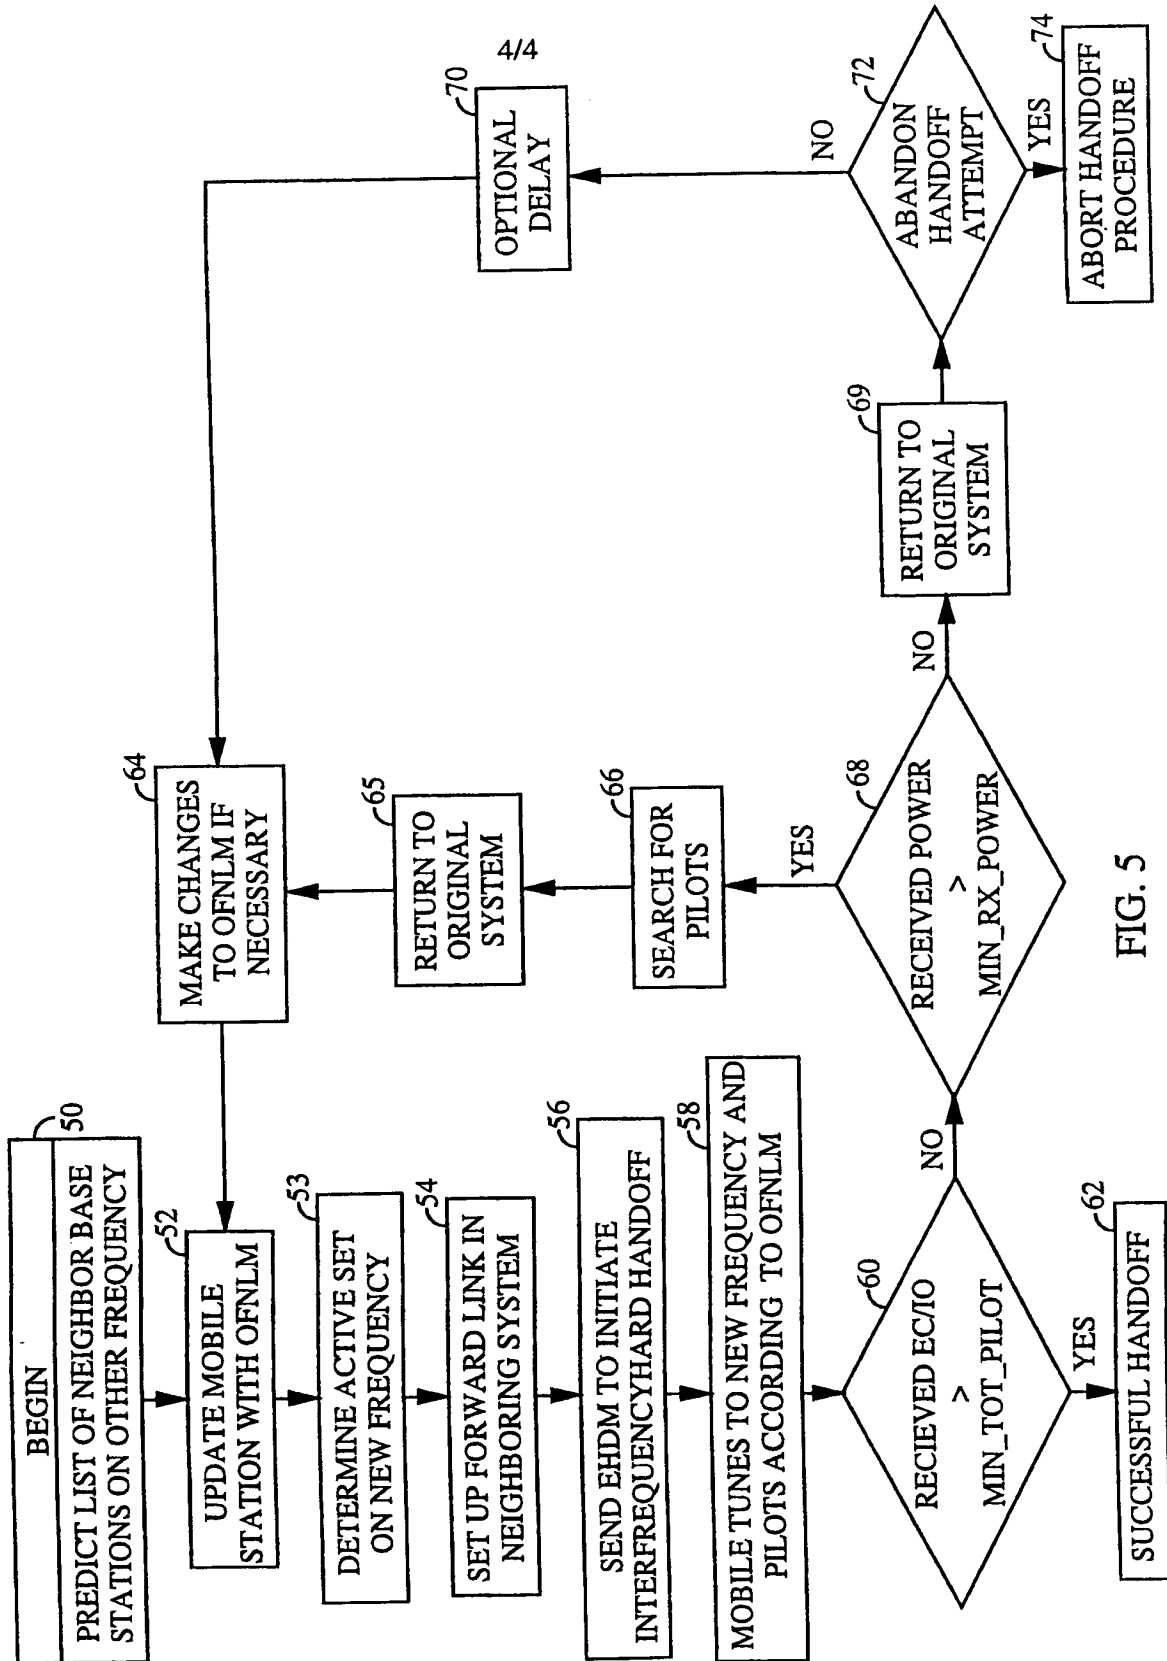 4/4
BEGIN
50
PREDICT LIST OF NEIGHBOR BASE
STATIONS ON OTHER FREQUENCY
52
UPDATE MOBILE
STATION WITH OFNLM
53
DETERMINE ACTIVE SET
ON NEW FREQUENCY
54
SET UP FORWARD LINK IN
NEIGHBORING SYSTEM
56
SEND EHDM TO INITIATE
INTERFREQUENCYHARD HANDOFF
58
MOBILE TUNES TO NEW FREQUENCY AND
PILOTS ACCORDING TO OFNLM
60
RECIEVED EC/IO
>
MIN_TOT_PILOT
NO
YES
62
SUCCESSFUL HANDOFF
64
MAKE CHANGES
TO OFNLM IF
NECESSARY
65
RETURN TO
ORIGINAL
SYSTEM
66
SEARCH FOR
PILOTS
YES
68
RECEIVED POWER
>
MIN_RX_POWER
NO
69
RETURN TO
ORIGINAL
SYSTEM
70
OPTIONAL
DELAY
NO
72
ABANDON
HANDOFF
ATTEMPT
YES
74
ABORT HANDOFF
PROCEDURE
FIG. 5